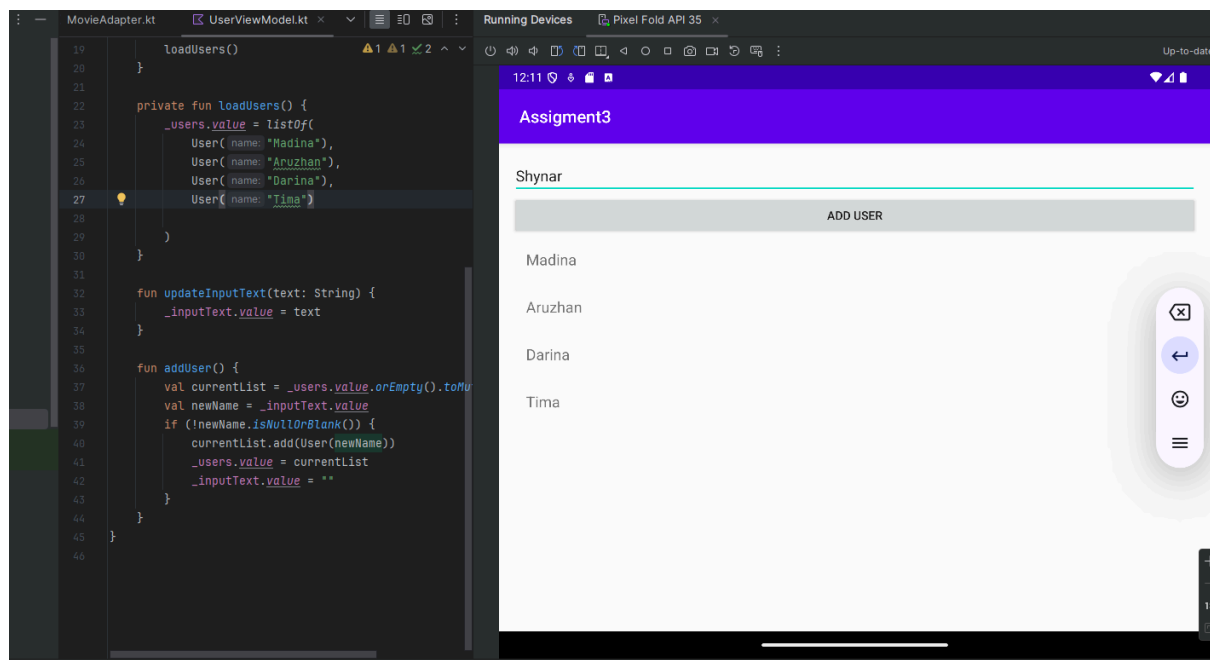 MovieAdapter.kt
UserViewModel.kt
Running Devices
Pixel Fold API 35
Up-to-date
19 loadUsers()
1 1 2
20 }
21
22 private fun loadUsers() {
23 _users.value = listOf(
24 User( name: "Madina"),
25 User( name: "Aruzhan"),
26 User( name: "Darina"),
27 User( name: "Tima")
28
29 )
30 }
31
32 fun updateInputText(text: String) {
33 _inputText.value = text
34 }
35
36 fun addUser() {
37 val currentList = _users.value.orEmpty().toMu
38 val newName = _inputText.value
39 if (!newName.isNullOrBlank()) {
40 currentList.add(User(newName))
41 _users.value = currentList
42 _inputText.value = ""
43 }
44 }
45 }
46
12:11
Assigment3
Shynar
ADD USER
Madina
Aruzhan
Darina
Tima
1